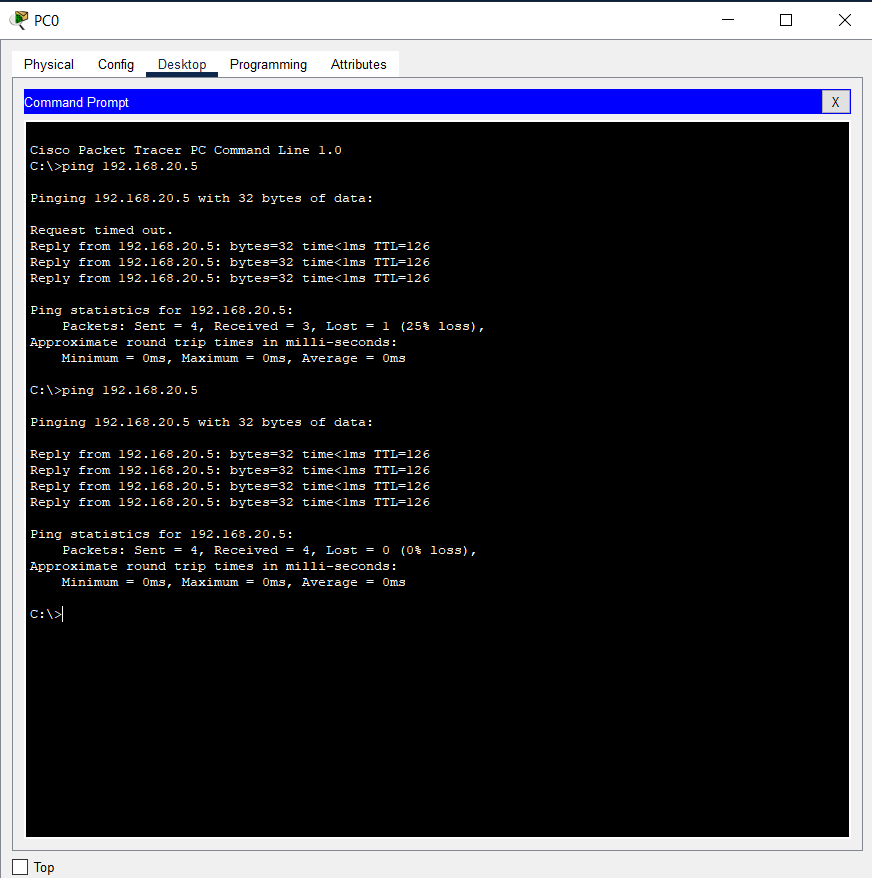 PC0
Physical Config Desktop Programming Attributes
Command Prompt X
Cisco Packet Tracer PC Command Line 1.0
C:\>ping 192.168.20.5
Pinging 192.168.20.5 with 32 bytes of data:
Request timed out.
Reply from 192.168.20.5: bytes=32 time<1ms TTL=126
Reply from 192.168.20.5: bytes=32 time<1ms TTL=126
Reply from 192.168.20.5: bytes=32 time<1ms TTL=126
Ping statistics for 192.168.20.5:
    Packets: Sent = 4, Received = 3, Lost = 1 (25% loss),
Approximate round trip times in milli-seconds:
    Minimum = 0ms, Maximum = 0ms, Average = 0ms
C:\>ping 192.168.20.5
Pinging 192.168.20.5 with 32 bytes of data:
Reply from 192.168.20.5: bytes=32 time<1ms TTL=126
Reply from 192.168.20.5: bytes=32 time<1ms TTL=126
Reply from 192.168.20.5: bytes=32 time<1ms TTL=126
Reply from 192.168.20.5: bytes=32 time<1ms TTL=126
Ping statistics for 192.168.20.5:
    Packets: Sent = 4, Received = 4, Lost = 0 (0% loss),
Approximate round trip times in milli-seconds:
    Minimum = 0ms, Maximum = 0ms, Average = 0ms
C:\>
Top